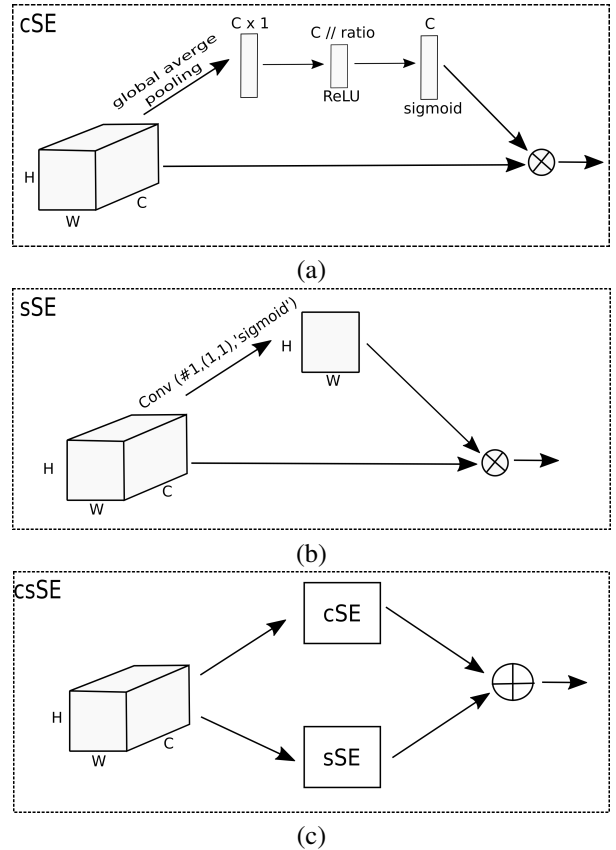 cSE
C x 1
C // ratio
C
global averge
pooling
ReLU
sigmoid
H
W
C
(a)
sSE
Conv (#1,(1,1),'sigmoid')
H
W
H
W
C
(b)
csSE
cSE
H
W
C
sSE
(c)